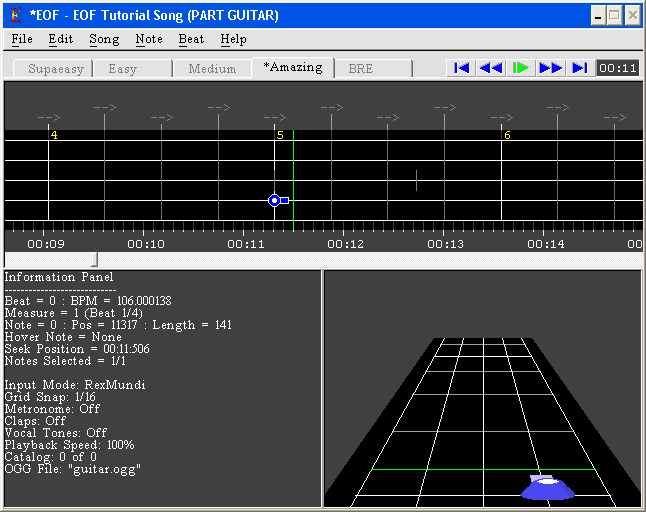 *EOF - EOF Tutorial Song (PART GUITAR)
File Edit Song Note Beat Help
Supaeasy Easy Medium *Amazing BRE 00:11
--> --> --> --> --> --> --> --> --> --> -->
4 5 6
00:09 00:10 00:11 00:12 00:13 00:14 00
Information Panel
----------------------------
Beat = 0 : BPM = 106.000138
Measure = 1 (Beat 1/4)
Note = 0 : Pos = 11317 : Length = 141
Hover Note = None
Seek Position = 00:11:506
Notes Selected = 1/1
Input Mode: RexMundi
Grid Snap: 1/16
Metronome: Off
Claps: Off
Vocal Tones: Off
Playback Speed: 100%
Catalog: 0 of 0
OGG File: "guitar.ogg"